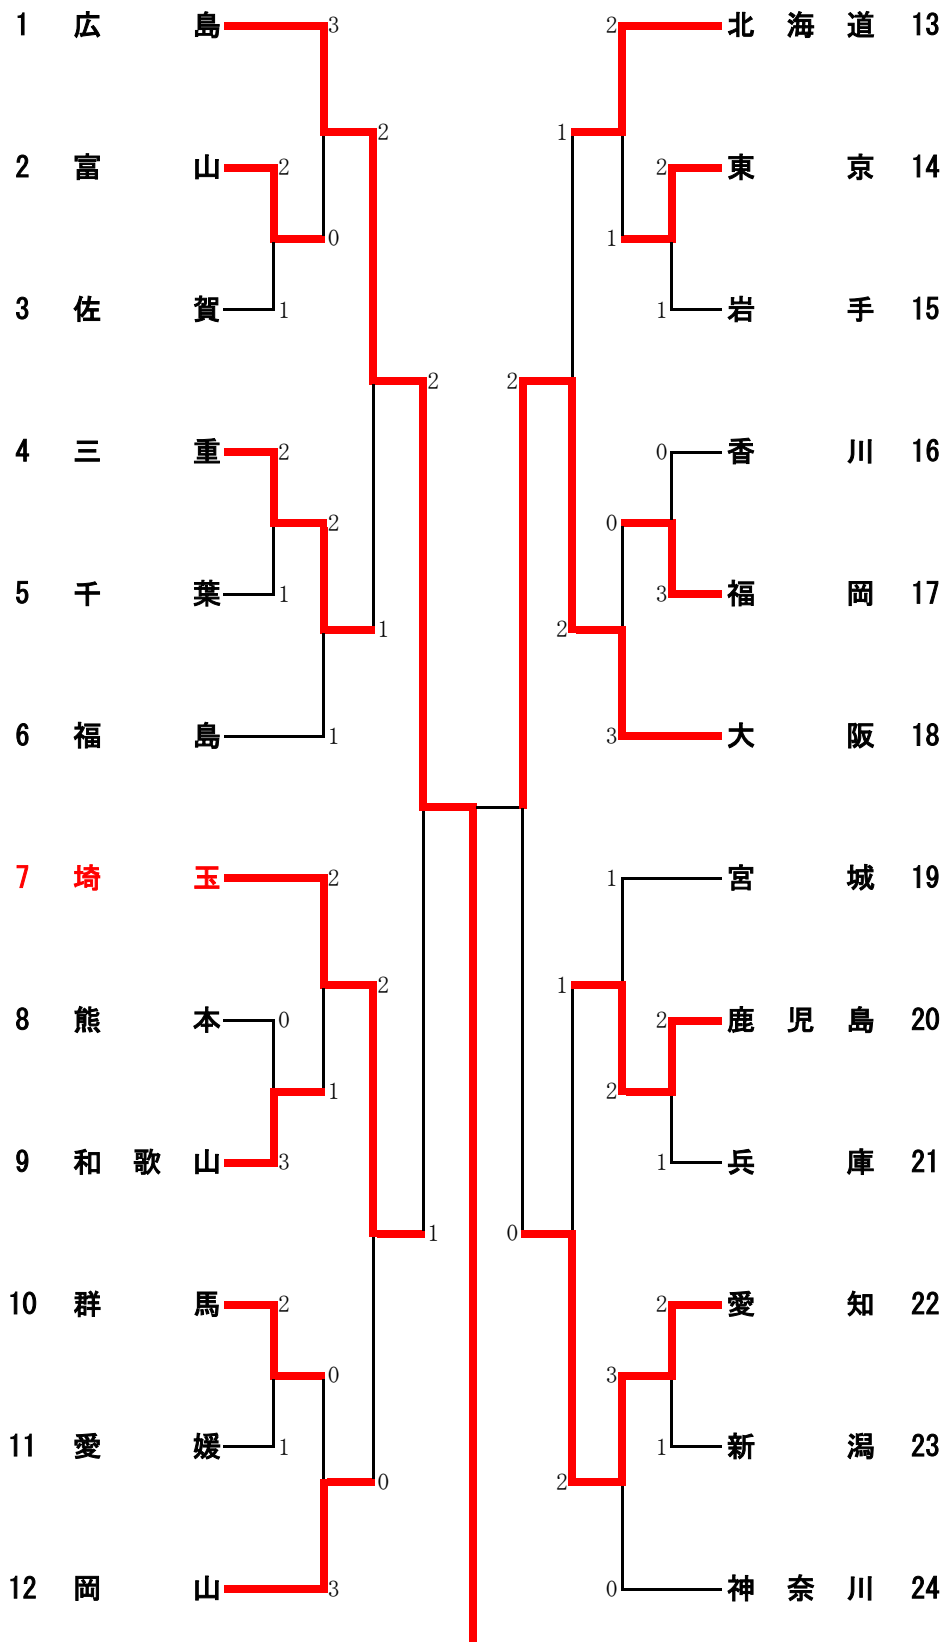 1 広島 3 2 北海道 13
2 1
2 富山 2 2 東京 14
0 1
3 佐賀 1 1 岩手 15
2 2
4 三重 2 0 香川 16
2 0
5 千葉 1 3 福岡 17
1 2
6 福島 1 3 大阪 18
7 埼玉 2 1 宮城 19
2 1
8 熊本 0 2 鹿児島 20
1 2
9 和歌山 3 1 兵庫 21
1 0
10 群馬 2 2 愛知 22
0 3
11 愛媛 1 1 新潟 23
0 2
12 岡山 3 0 神奈川 24